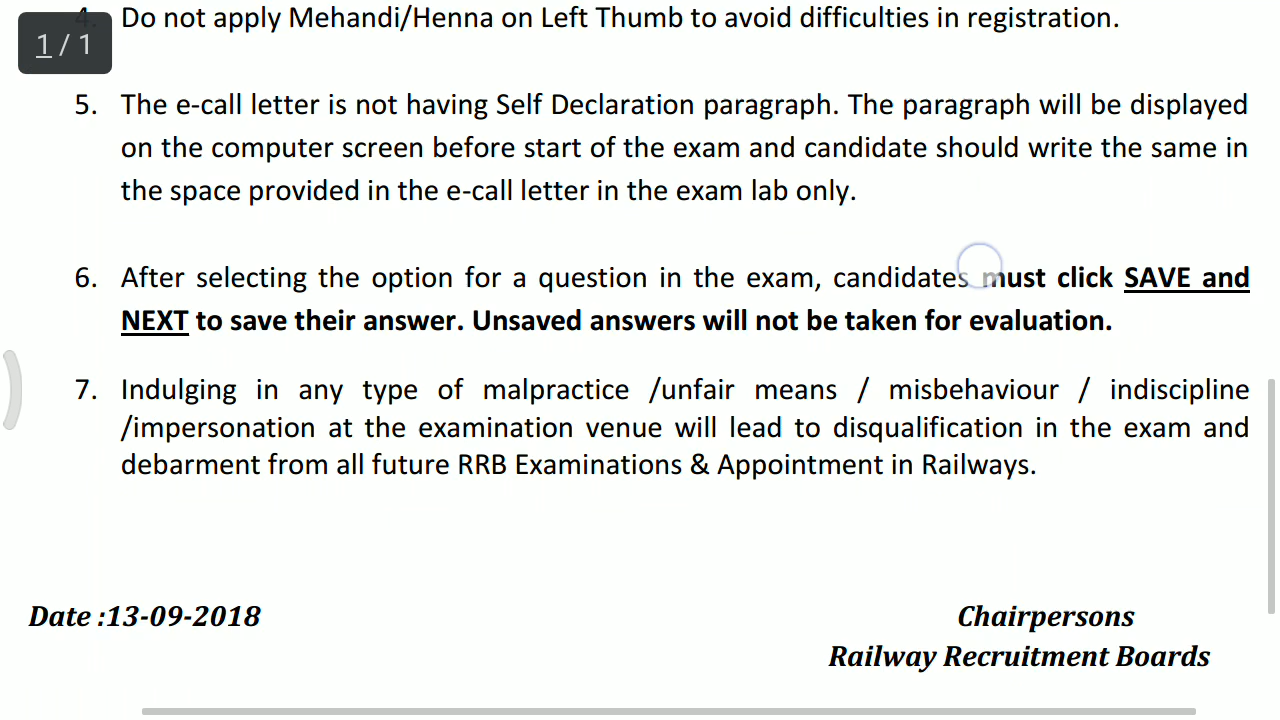 4. Do not apply Mehandi/Henna on Left Thumb to avoid difficulties in registration.
1/1
5. The e-call letter is not having Self Declaration paragraph. The paragraph will be displayed
on the computer screen before start of the exam and candidate should write the same in
the space provided in the e-call letter in the exam lab only.
6. After selecting the option for a question in the exam, candidates must click SAVE and
NEXT to save their answer. Unsaved answers will not be taken for evaluation.
7. Indulging in any type of malpractice /unfair means / misbehaviour / indiscipline
/impersonation at the examination venue will lead to disqualification in the exam and
debarment from all future RRB Examinations & Appointment in Railways.
Date :13-09-2018
Chairpersons
Railway Recruitment Boards